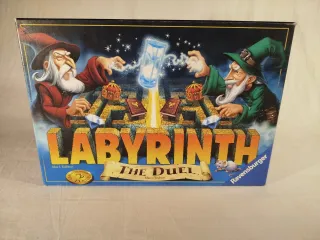 LABYRINTH
THE DUEL
Ravensburger